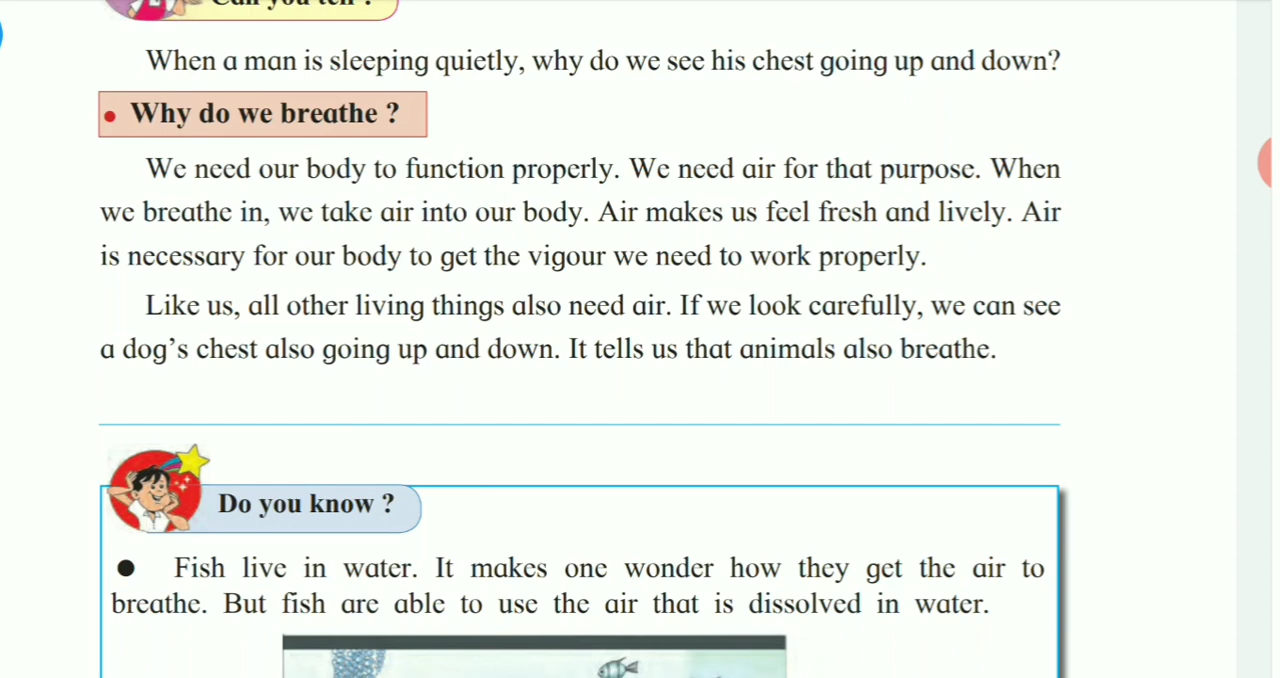 Can you tell ?
When a man is sleeping quietly, why do we see his chest going up and down?
• Why do we breathe ?
We need our body to function properly. We need air for that purpose. When
we breathe in, we take air into our body. Air makes us feel fresh and lively. Air
is necessary for our body to get the vigour we need to work properly.
Like us, all other living things also need air. If we look carefully, we can see
a dog’s chest also going up and down. It tells us that animals also breathe.
Do you know ?
● Fish live in water. It makes one wonder how they get the air to
breathe. But fish are able to use the air that is dissolved in water.